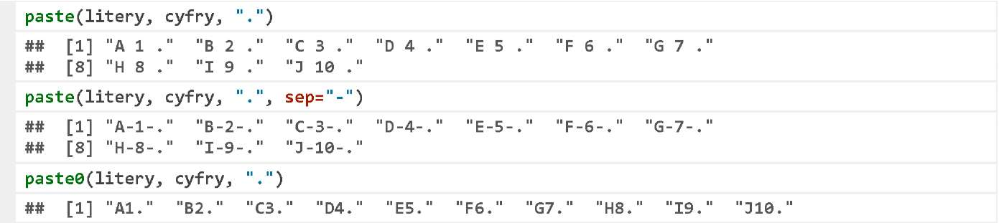 paste(litery, cyfry, ".")
##  [1] "A 1 ."  "B 2 ."  "C 3 ."  "D 4 ."  "E 5 ."  "F 6 ."  "G 7 ."
##  [8] "H 8 ."  "I 9 ."  "J 10 ."
paste(litery, cyfry, ".", sep="-")
##  [1] "A-1-."  "B-2-."  "C-3-."  "D-4-."  "E-5-."  "F-6-."  "G-7-."
##  [8] "H-8-."  "I-9-."  "J-10-."
paste0(litery, cyfry, ".")
##  [1] "A1."  "B2."  "C3."  "D4."  "E5."  "F6."  "G7."  "H8."  "I9."  "J10."